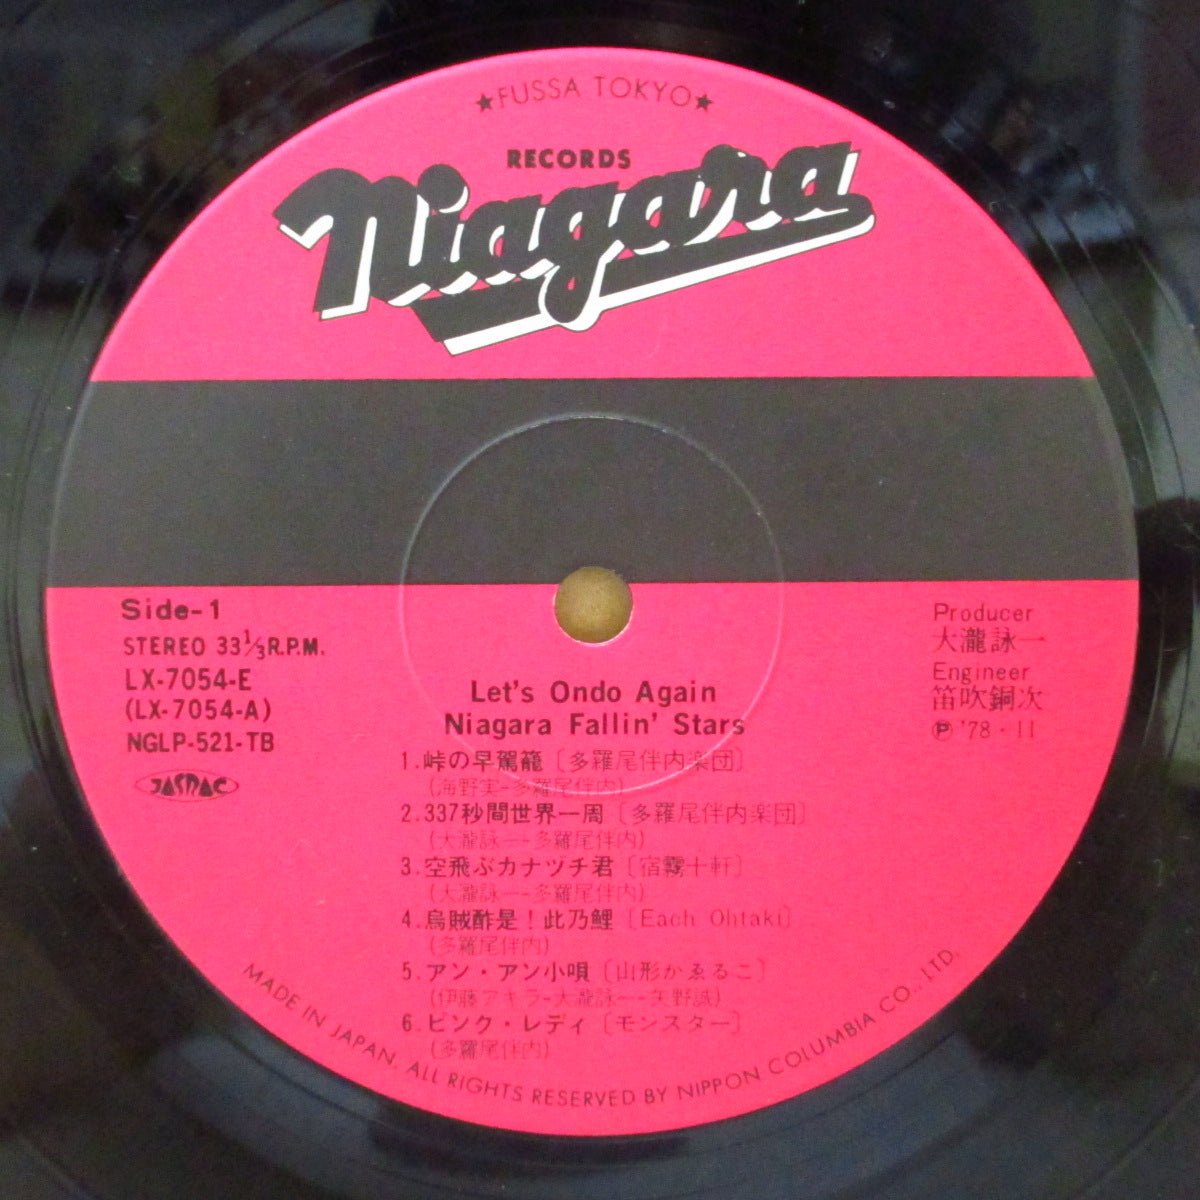 ★FUSSA TOKYO★
RECORDS
Niagara
Side-1
STEREO 33 1/3 R.P.M.
LX-7054-E
(LX-7054-A)
NGLP-521-TB
JASRAC
Producer
大瀧詠一
Engineer
笛吹銅次
Ⓟ '78・11
Let's Ondo Again
Niagara Fallin' Stars
1.峠の早駕籠〔多羅尾伴内楽団〕
(海野実-多羅尾伴内)
2.337秒間世界一周〔多羅尾伴内楽団〕
(大瀧詠一-多羅尾伴内)
3.空飛ぶカナヅチ君〔宿霧十軒〕
(大瀧詠一-多羅尾伴内)
4.烏賊酢是！此乃鯉〔Each Ohtaki〕
(多羅尾伴内)
5.アン・アン小唄〔山形かゑるこ〕
(伊藤アキラ-大瀧詠一-矢野誠)
6.ピンク・レディ〔モンスター〕
(多羅尾伴内)
MADE IN JAPAN. ALL RIGHTS RESERVED BY NIPPON COLUMBIA CO., LTD.